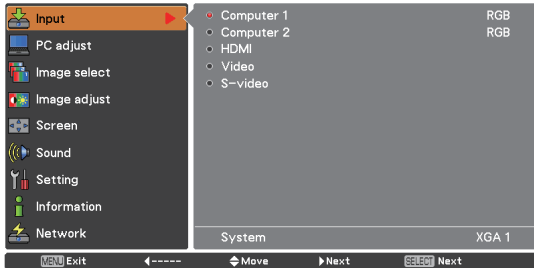 Input
PC adjust
Image select
Image adjust
Screen
Sound
Setting
Information
Network
Computer 1 RGB
Computer 2 RGB
HDMI
Video
S-video
System XGA 1
MENU Exit ----- Move Next SELECT Next